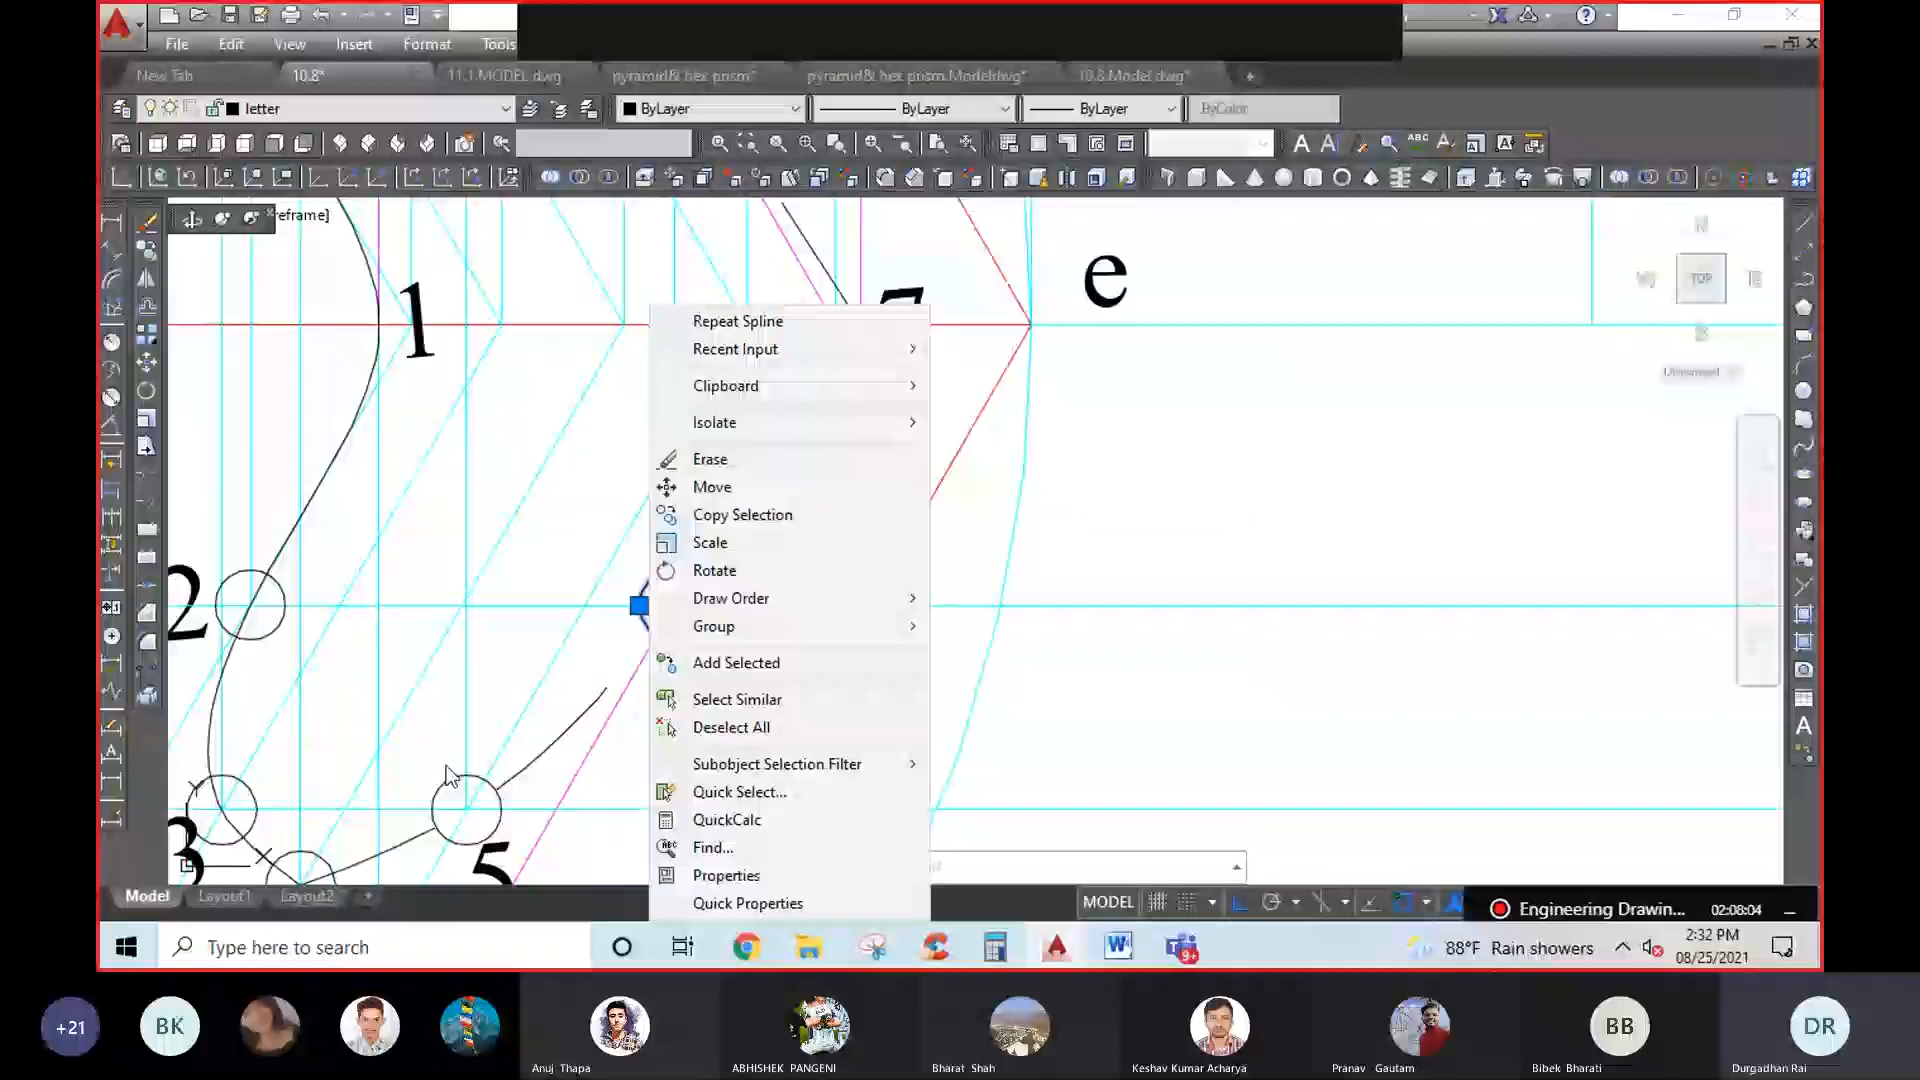 File Edit View Insert Format Tools
New Tab 10.8* 11.1.MODEL.dwg pyramid& hex prism* pyramid& hex prism.Model.dwg* 10.8.Model.dwg*
letter ByLayer ByLayer ByLayer ByColor
reframe]
N
W TOP E
Unnamed
1 7 e
Repeat Spline
Recent Input
Clipboard
Isolate
Erase
Move
Copy Selection
Scale
Rotate
Draw Order
Group
Add Selected
Select Similar
Deselect All
Subobject Selection Filter
Quick Select...
QuickCalc
Find...
Properties
Quick Properties
2
3 5
Model Layout1 Layout2 +
MODEL
Engineering Drawin... 02:08:04
Type here to search
9+
88°F Rain showers
2:32 PM
08/25/2021
+21 BK BB DR
Anuj Thapa ABHISHEK PANGENI Bharat Shah Keshav Kumar Acharya Pranav Gautam Bibek Bharati Durgadhan Rai